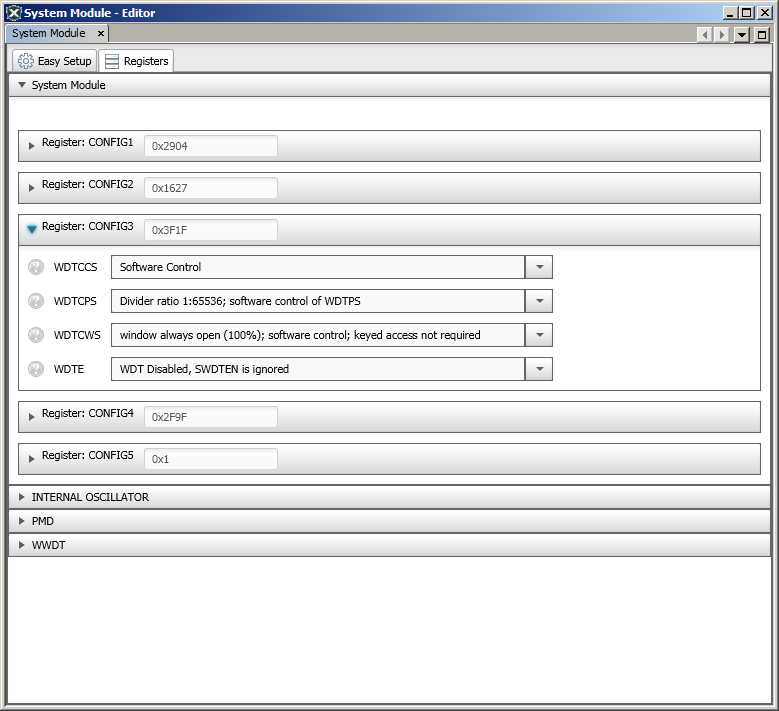 System Module - Editor
System Module
Easy Setup Registers
System Module
Register: CONFIG1 0x2904
Register: CONFIG2 0x1627
Register: CONFIG3 0x3F1F
WDTCCS Software Control
WDTCPS Divider ratio 1:65536; software control of WDTPS
WDTCWS window always open (100%); software control; keyed access not required
WDTE WDT Disabled, SWDTEN is ignored
Register: CONFIG4 0x2F9F
Register: CONFIG5 0x1
INTERNAL OSCILLATOR
PMD
WWDT